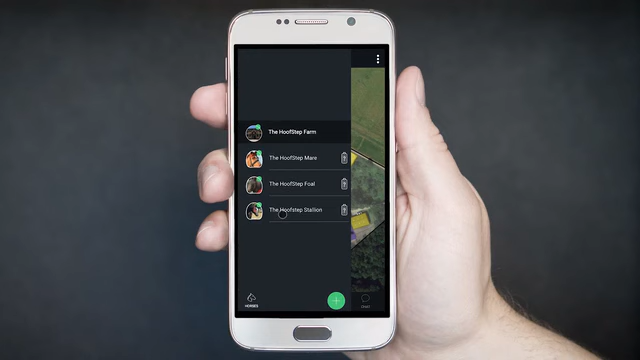 The HoofStep Farm
The HoofStep Mare
The HoofStep Foal
The Hoofstep Stallion
HORSES